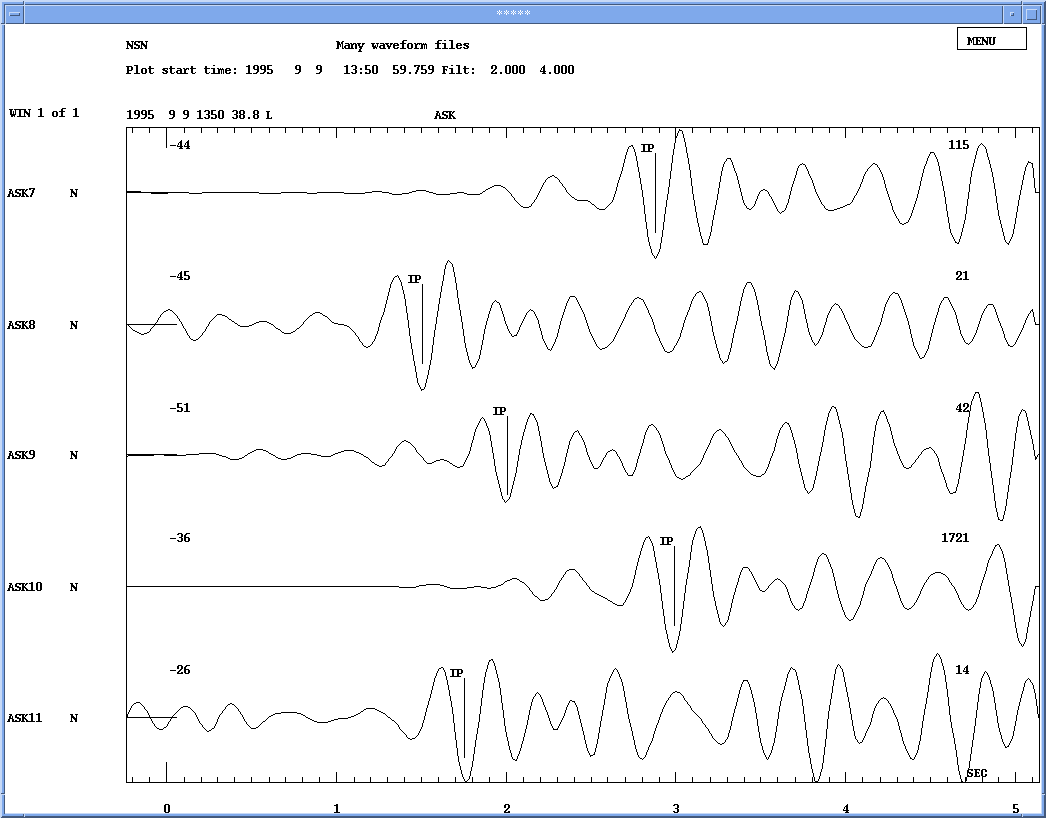 *****
MENU
NSN Many waveform files
Plot start time: 1995 9 9 13:50 59.759 Filt: 2.000 4.000
WIN 1 of 1 1995 9 9 1350 38.8 L ASK
-44 IP 115
ASK7 N
-45 IP 21
ASK8 N
-51 IP 42
ASK9 N
-36 IP 1721
ASK10 N
-26 IP 14
ASK11 N
SEC
0 1 2 3 4 5